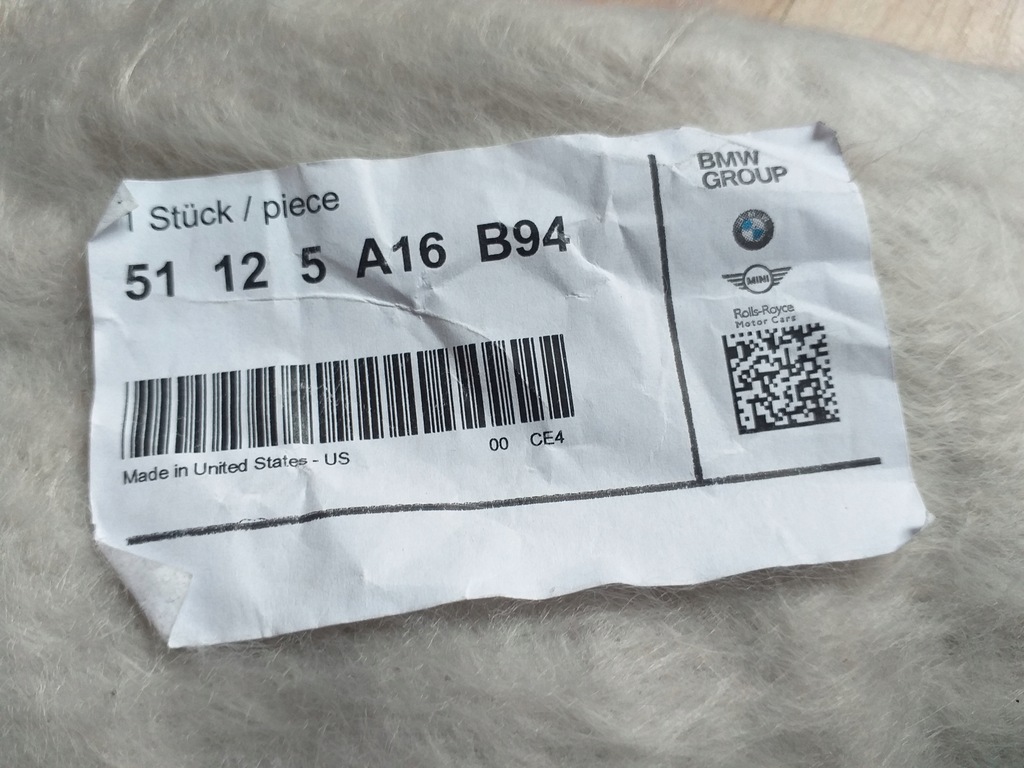 1 Stück / piece
51 12 5 A16 B94
00 CE4
Made in United States - US
BMW
GROUP
BMW
MINI
Rolls-Royce
Motor Cars